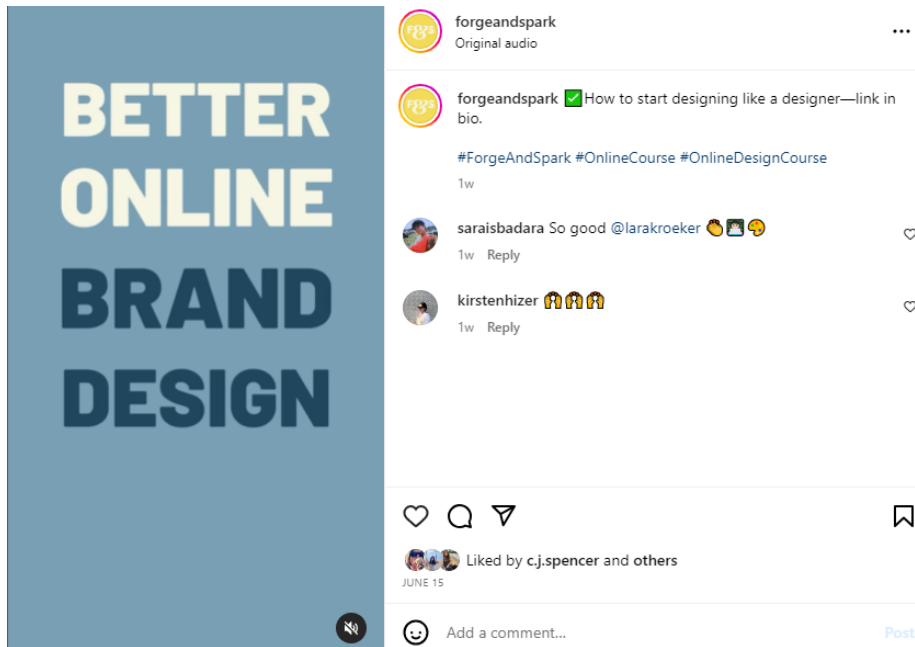 BETTER
ONLINE
BRAND
DESIGN
forgeandspark
Original audio
forgeandspark ✅How to start designing like a designer—link in
bio.
#ForgeAndSpark #OnlineCourse #OnlineDesignCourse
1w
saraisbadara So good @larakroeker 👏👩🏻‍💻🎨
1w Reply
kirstenhizer 🙌🙌🙌
1w Reply
Liked by c.j.spencer and others
JUNE 15
Add a comment...
Post